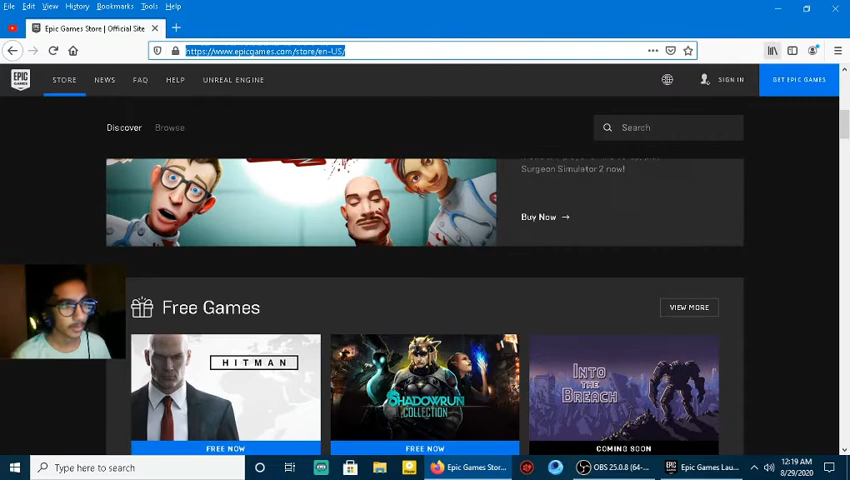 File Edit View History Bookmarks Tools Help
Epic Games Store | Official Site
https://www.epicgames.com/store/en-US/
EPIC GAMES
STORE NEWS FAQ HELP UNREAL ENGINE SIGN IN GET EPIC GAMES
Discover Browse Search
Surgeon Simulator 2 now!
Buy Now →
Free Games VIEW MORE
HITMAN
SHADOWRUN
COLLECTION
INTO
THE
BREACH
FREE NOW FREE NOW COMING SOON
Type here to search
Epic Games Stor...
OBS 25.0.8 (64-...
Epic Games Lau...
12:19 AM
8/29/2020